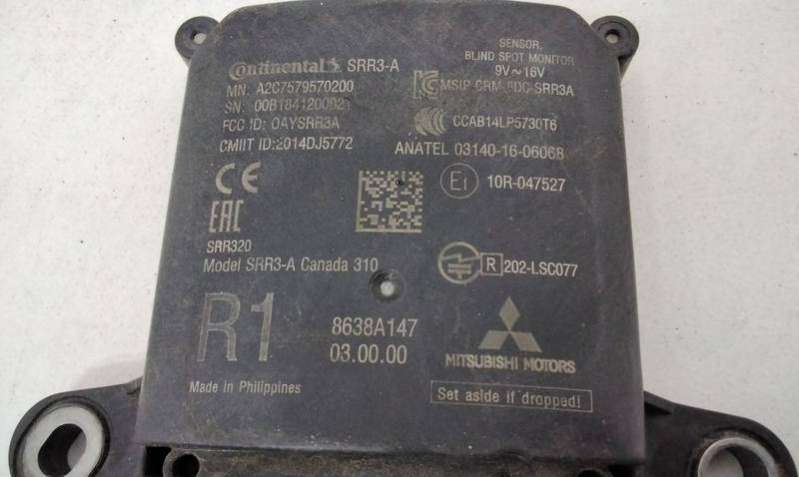 Continental SRR3-A
MN. A2C7579570200
SN. 00B184120092
FCC ID: OAYSRR3A
CMIIT ID:2014DJ5772
SENSOR,
BLIND SPOT MONITOR
9V~16V
MSIP-CRM-TDC-SRR3A
CCAB14LP5730T6
ANATEL 03140-16-06068
CE
E1 10R-047527
EAC
SRR320
Model SRR3-A Canada 310
R 202-LSC077
R1
8638A147
03.00.00
MITSUBISHI MOTORS
Made in Philippines
Set aside if dropped!